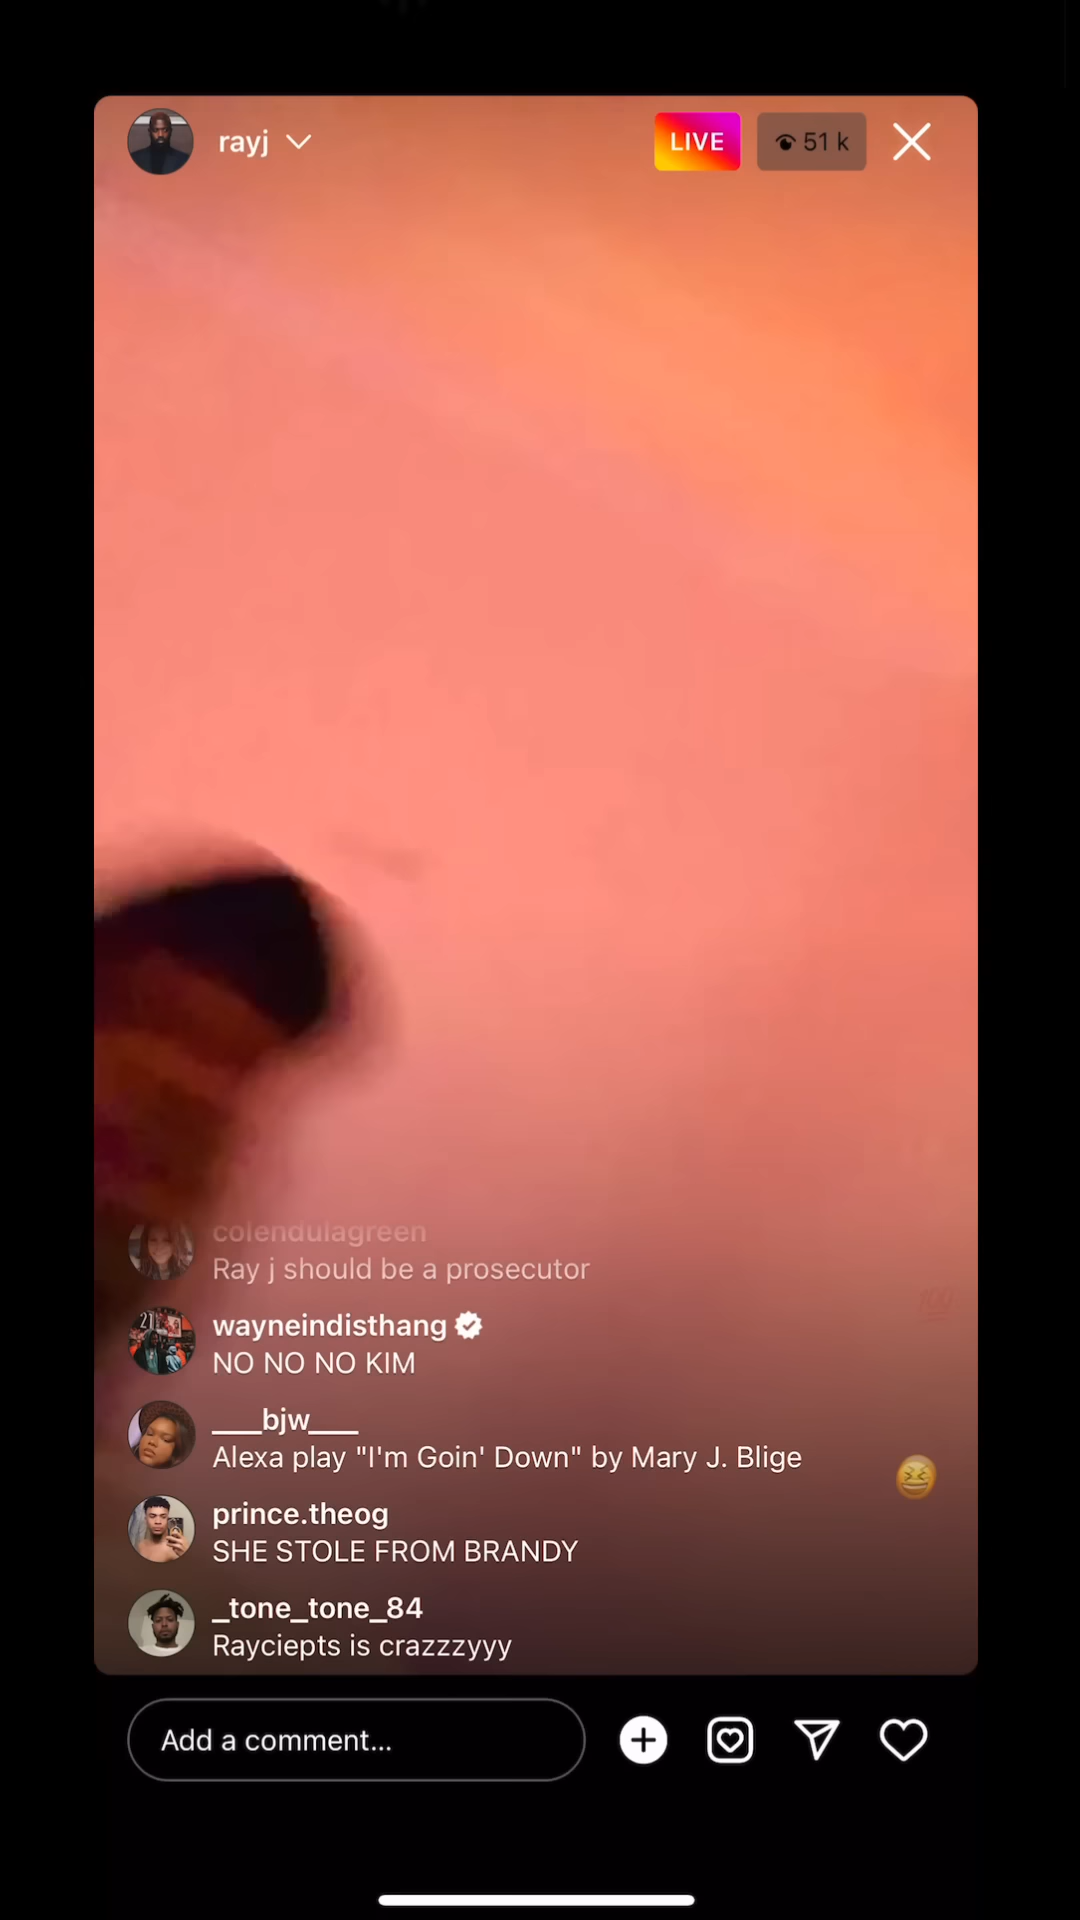 rayj
LIVE
51 k
colendulagreen
Ray j should be a prosecutor
wayneindisthang
NO NO NO KIM
___bjw___
Alexa play "I'm Goin' Down" by Mary J. Blige
prince.theog
SHE STOLE FROM BRANDY
_tone_tone_84
Rayciepts is crazzzyyy
Add a comment...